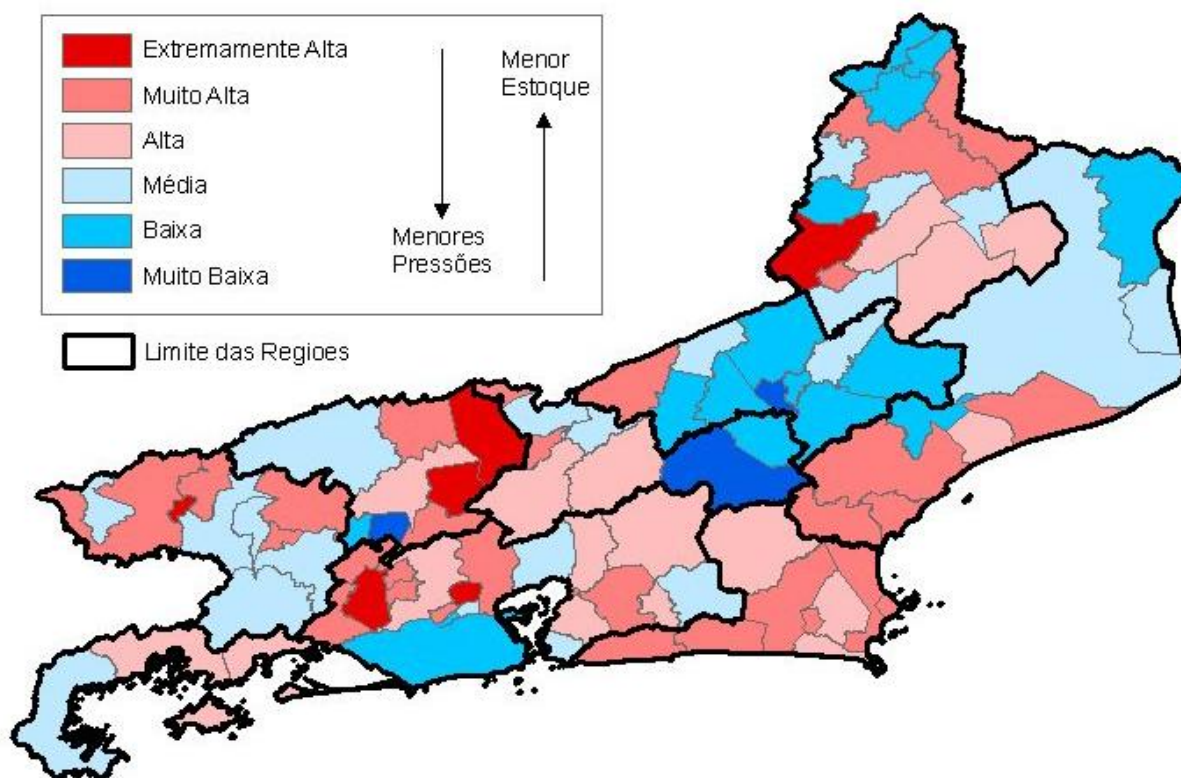 Extremamente Alta
Muito Alta
Alta
Média
Baixa
Muito Baixa
Menor
Estoque
Menores
Pressões
Limite das Regioes